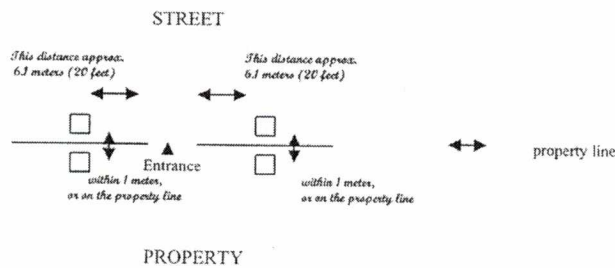 STREET
This distance approx.
6.1 meters (20 feet)
This distance approx.
6.1 meters (20 feet)
Entrance
property line
within 1 meter,
or on the property line
within 1 meter,
or on the property line
PROPERTY